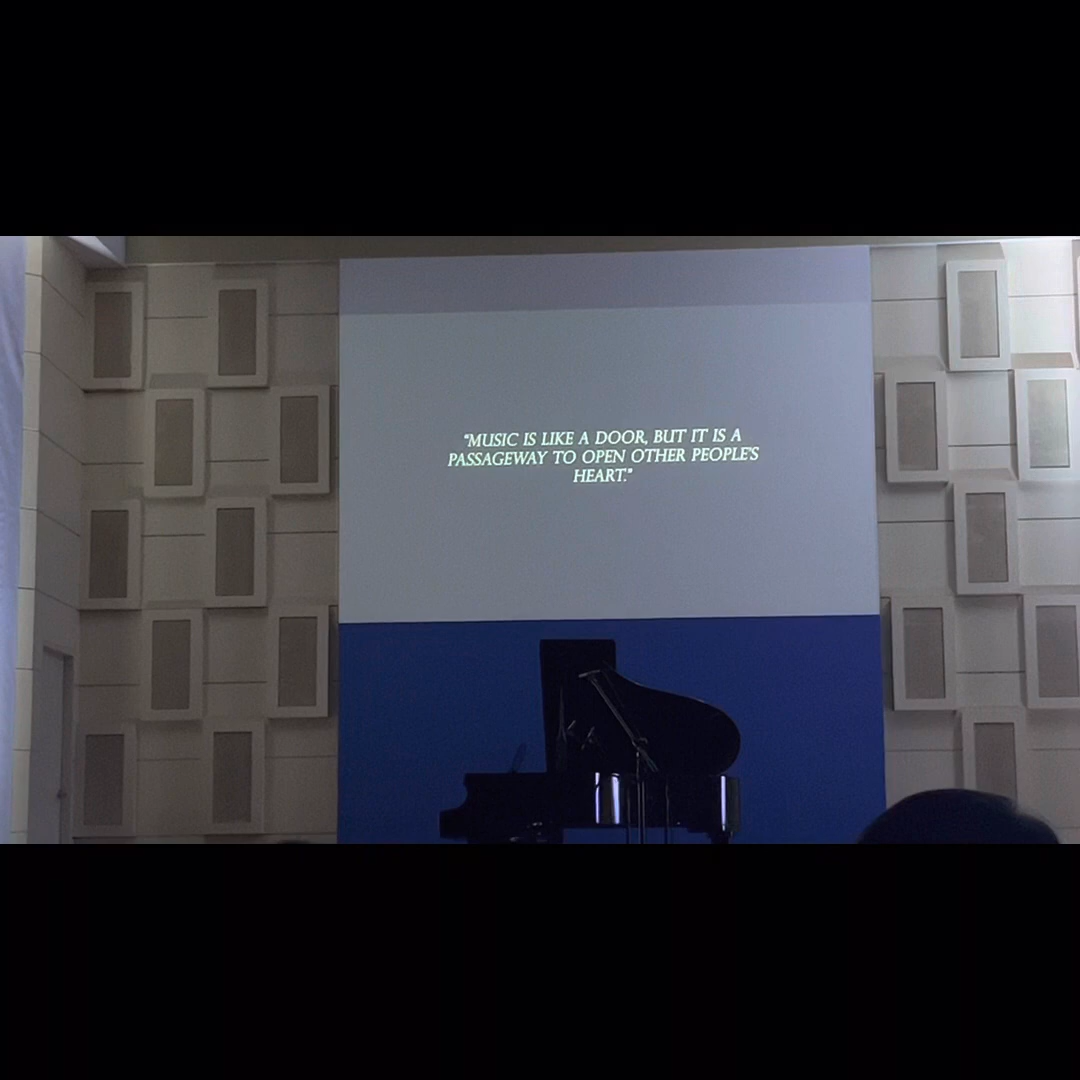 "MUSIC IS LIKE A DOOR, BUT IT IS A
PASSAGEWAY TO OPEN OTHER PEOPLE'S
HEART."